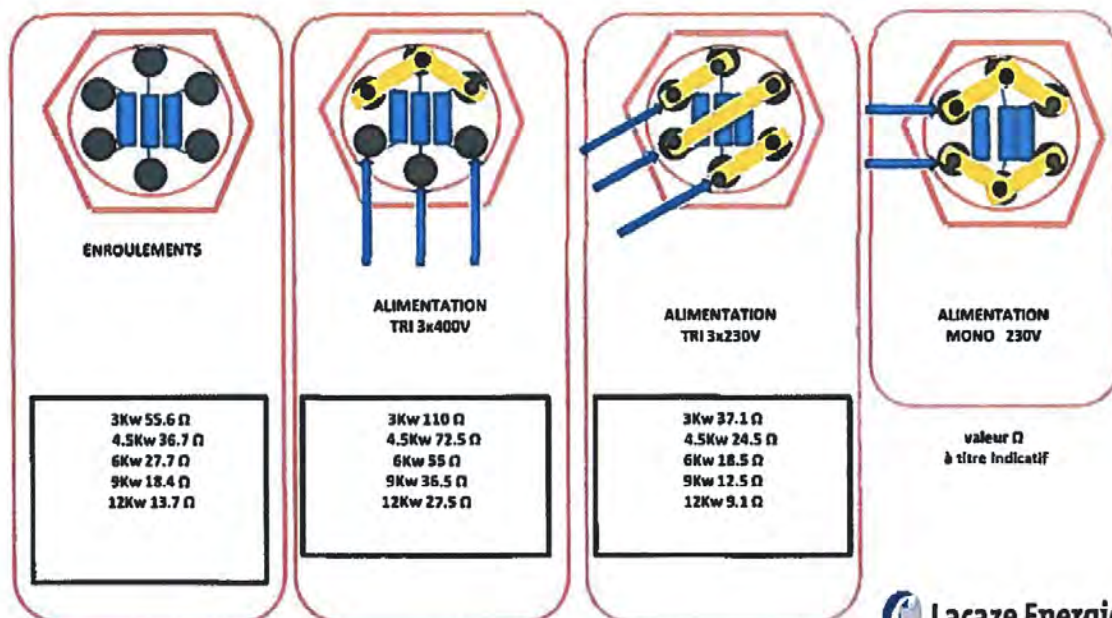 ENROULEMENTS
3Kw 55.6 Ω
4.5Kw 36.7 Ω
6Kw 27.7 Ω
9Kw 18.4 Ω
12Kw 13.7 Ω
ALIMENTATION
TRI 3x400V
3Kw 110 Ω
4.5Kw 72.5 Ω
6Kw 55 Ω
9Kw 36.5 Ω
12Kw 27.5 Ω
ALIMENTATION
TRI 3x230V
3Kw 37.1 Ω
4.5Kw 24.5 Ω
6Kw 18.5 Ω
9Kw 12.5 Ω
12Kw 9.1 Ω
ALIMENTATION
MONO 230V
valeur Ω
à titre indicatif
Lacaze Energie